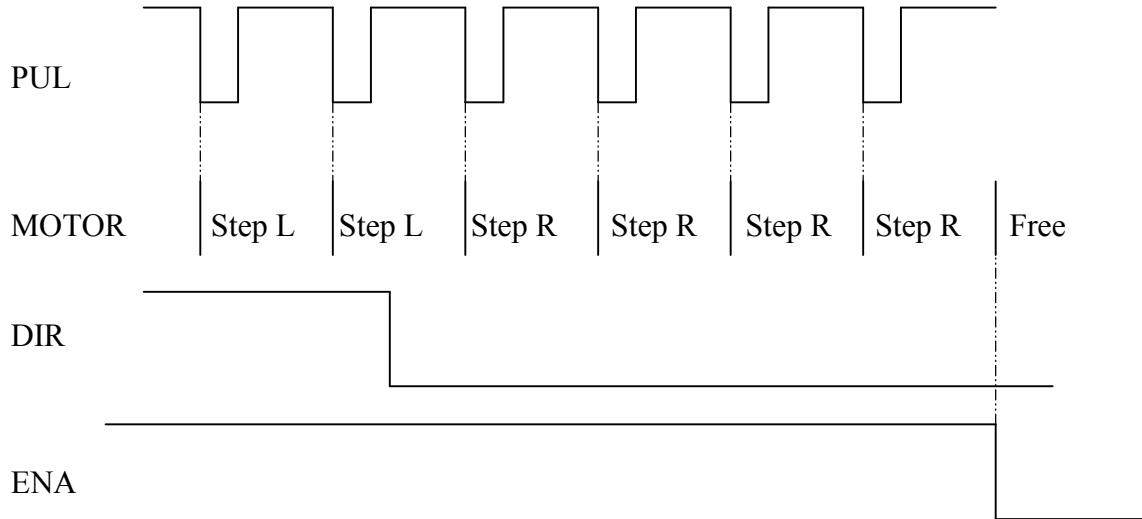 PUL
MOTOR Step L Step L Step R Step R Step R Step R Free
DIR
ENA